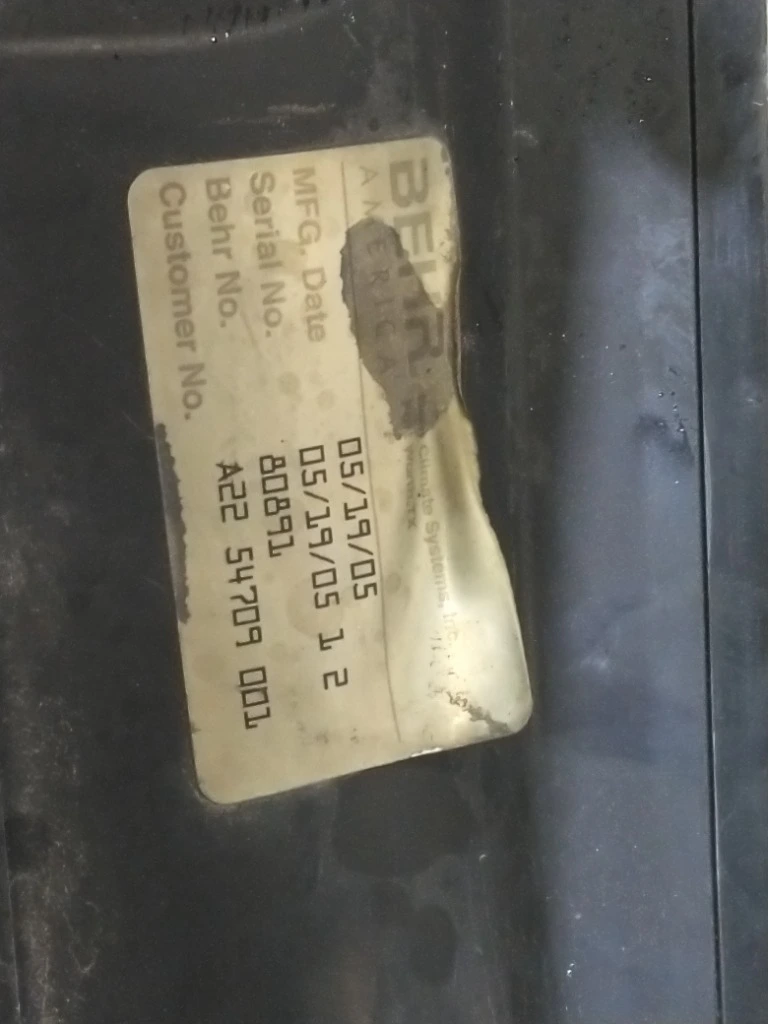 BEHR
AMERICA
Climate Systems, Inc.
MFG. Date 05/19/05
Serial No. 05/19/05 1 2
Behr No. 80891
Customer No. A22 54709 001